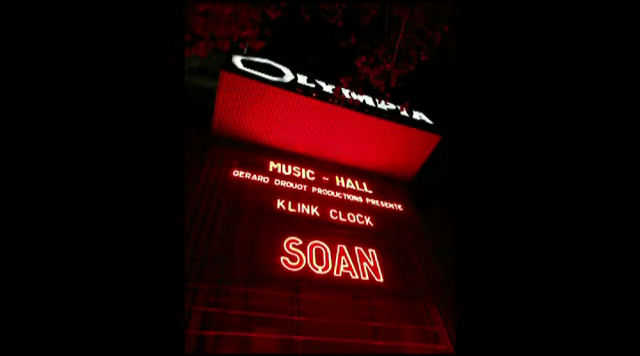 OLYMPIA
MUSIC - HALL
GERARD DROUOT PRODUCTIONS PRESENTE
KLINK CLOCK
SOAN